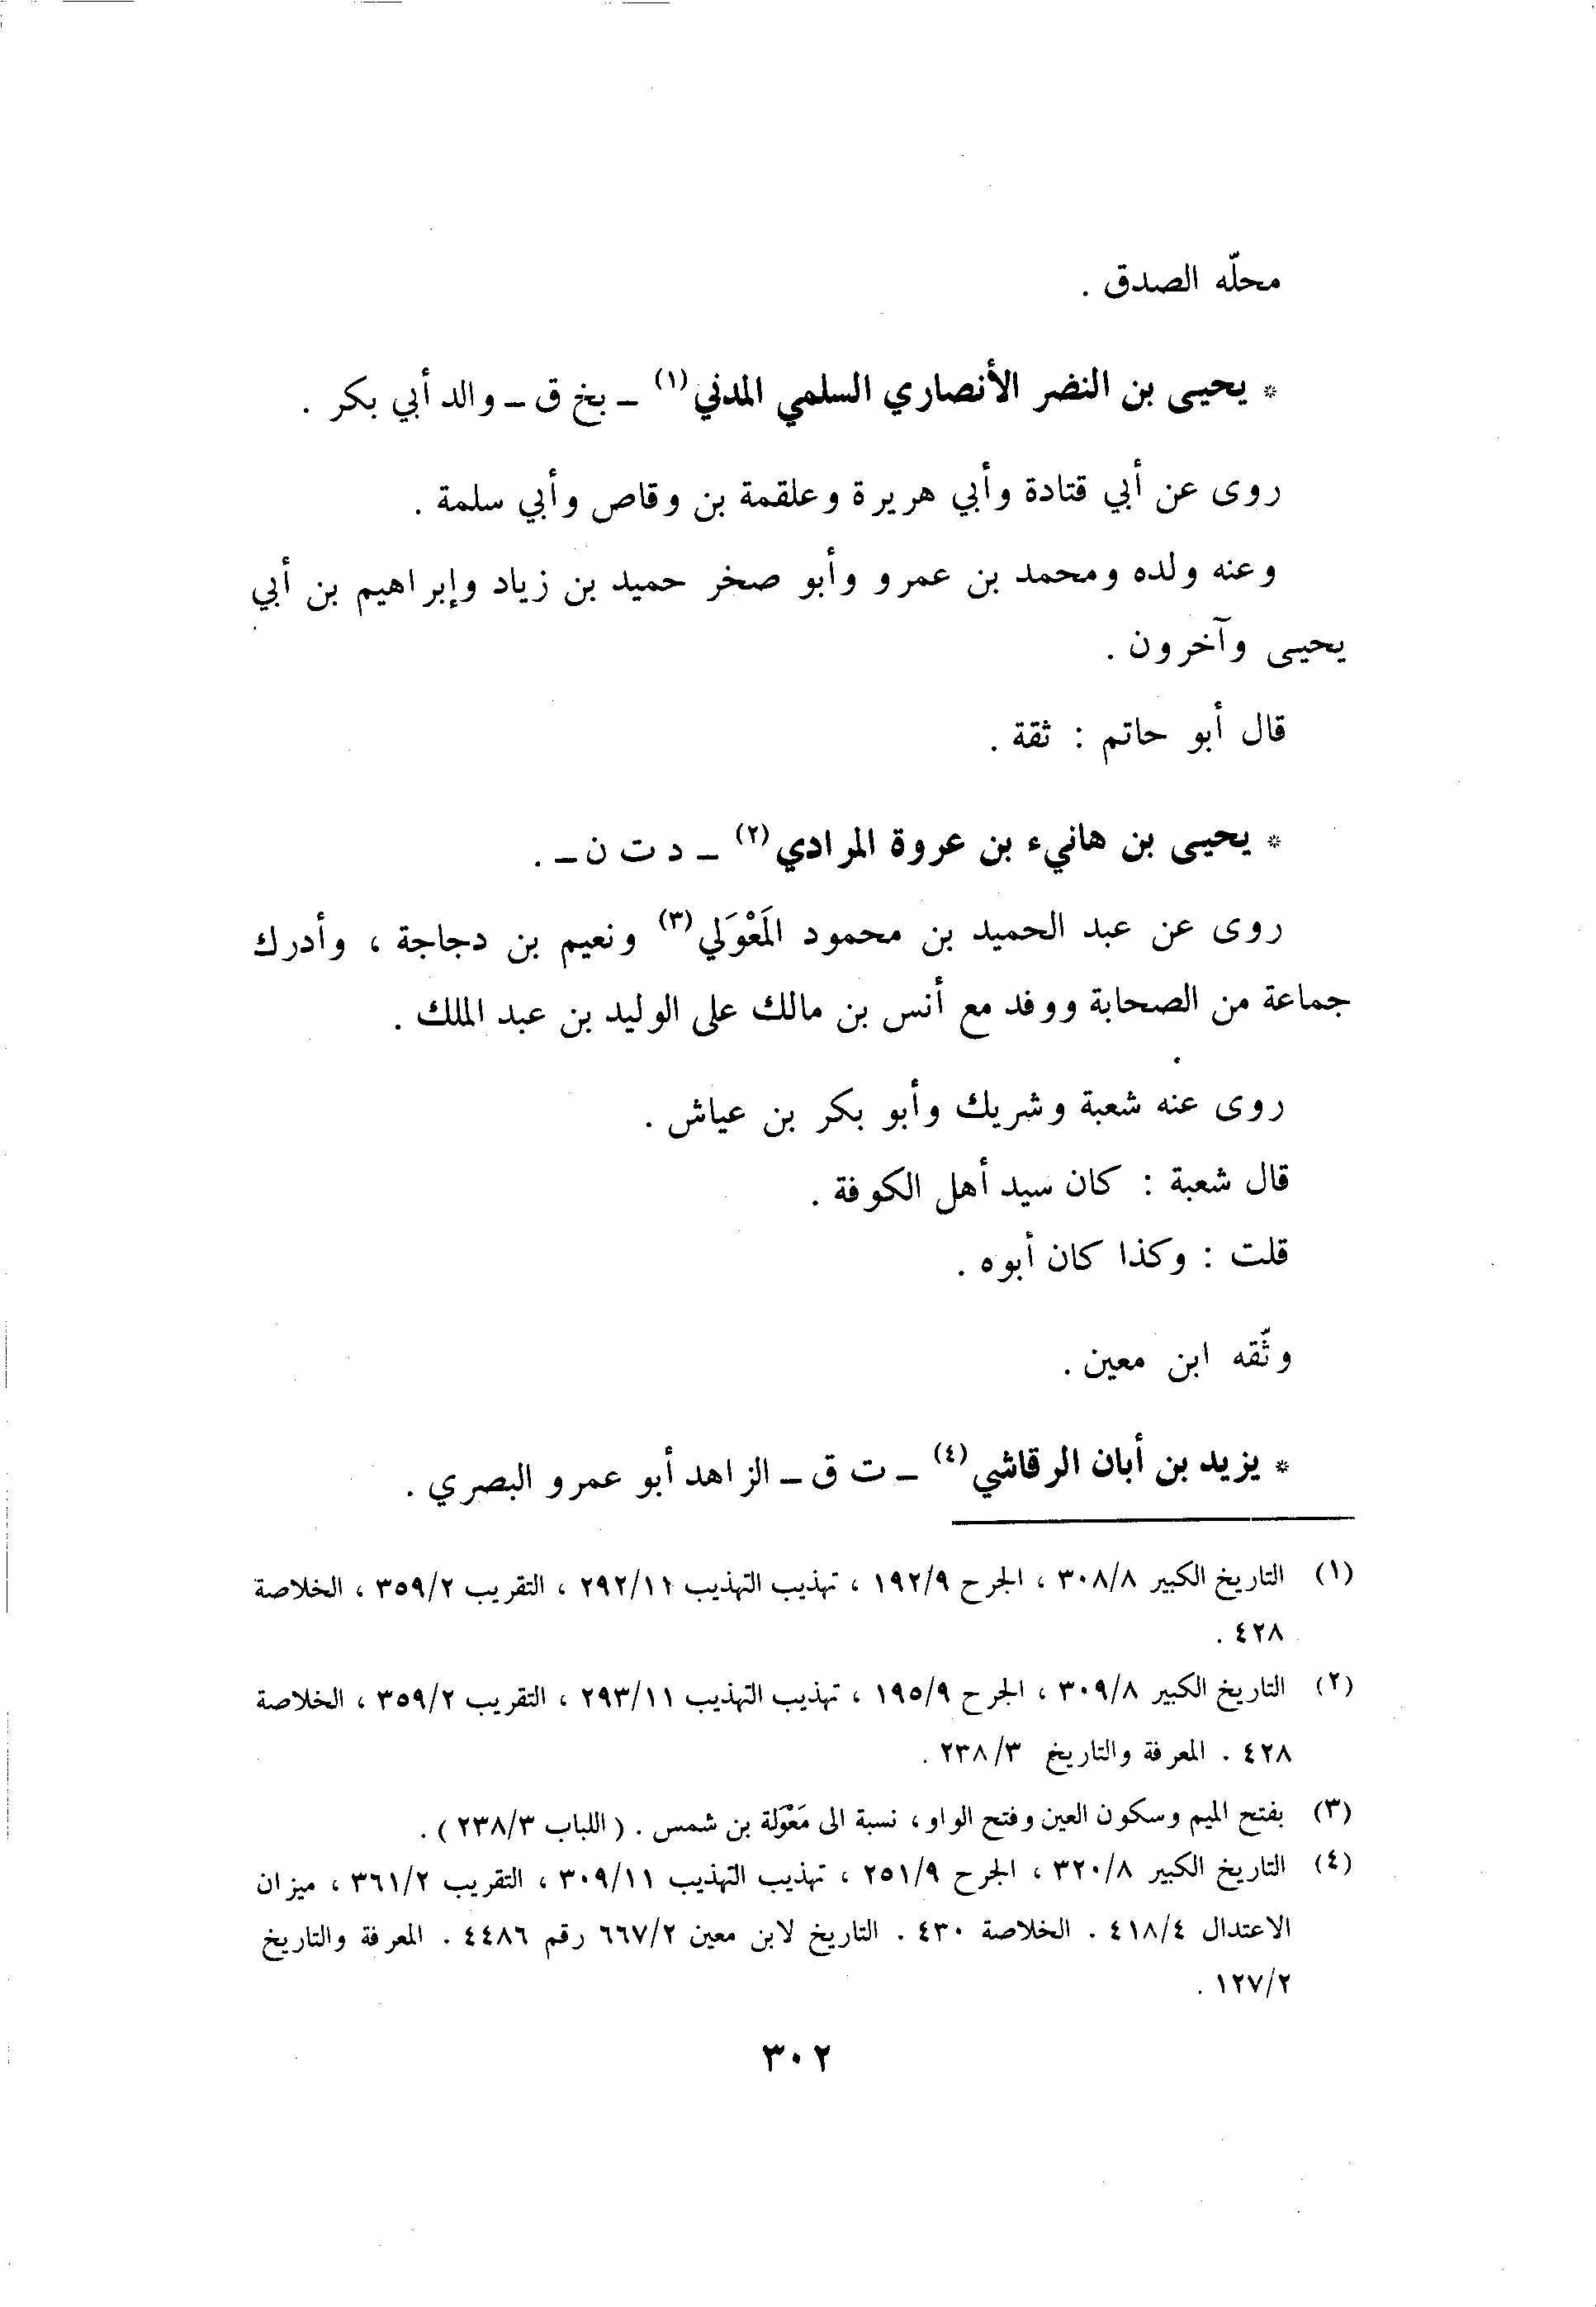 محلّه الصدق .
* يحيى بن النضر الأنصاري السلمي المدني (١) ـ بخ ق ـ والد أبي بكر .
روى عن أبي قتادة وأبي هريرة وعلقمة بن وقاص وأبي سلمة .
وعنه ولده ومحمد بن عمرو وأبو صخر حميد بن زياد وإبراهيم بن أبي
يحيى وآخرون .
قال أبو حاتم : ثقة .
* يحيى بن هانيء بن عروة المرادي (٢) ـ د ت ن ـ .
روى عن عبد الحميد بن محمود المَعْوَلي (٣) ونعيم بن دجاجة ، وأدرك
جماعة من الصحابة ووفد مع أنس بن مالك على الوليد بن عبد الملك .
روى عنه شعبة وشريك وأبو بكر بن عياش .
قال شعبة : كان سيد أهل الكوفة .
قلت : وكذا كان أبوه .
وثّقه ابن معين .
* يزيد بن أبان الرقاشي (٤) ـ ت ق ـ الزاهد أبو عمرو البصري .
(١) التاريخ الكبير ٣٠٨/٨ ، الجرح ١٩٢/٩ ، تهذيب التهذيب ٢٩٢/١١ ، التقريب ٣٥٩/٢ ، الخلاصة
٤٢٨ .
(٢) التاريخ الكبير ٣٠٩/٨ ، الجرح ١٩٥/٩ ، تهذيب التهذيب ٢٩٣/١١ ، التقريب ٣٥٩/٢ ، الخلاصة
٤٢٨ . المعرفة والتاريخ ٢٣٨/٣ .
(٣) بفتح الميم وسكون العين وفتح الواو ، نسبة الى مَعْوَلة بن شمس . ( اللباب ٢٣٨/٣ ) .
(٤) التاريخ الكبير ٣٢٠/٨ ، الجرح ٢٥١/٩ ، تهذيب التهذيب ٣٠٩/١١ ، التقريب ٣٦١/٢ ، ميزان
الاعتدال ٤١٨/٤ . الخلاصة ٤٣٠ . التاريخ لابن معين ٦٦٧/٢ رقم ٤٤٨٦ . المعرفة والتاريخ
١٢٧/٢ .
٣٠٢